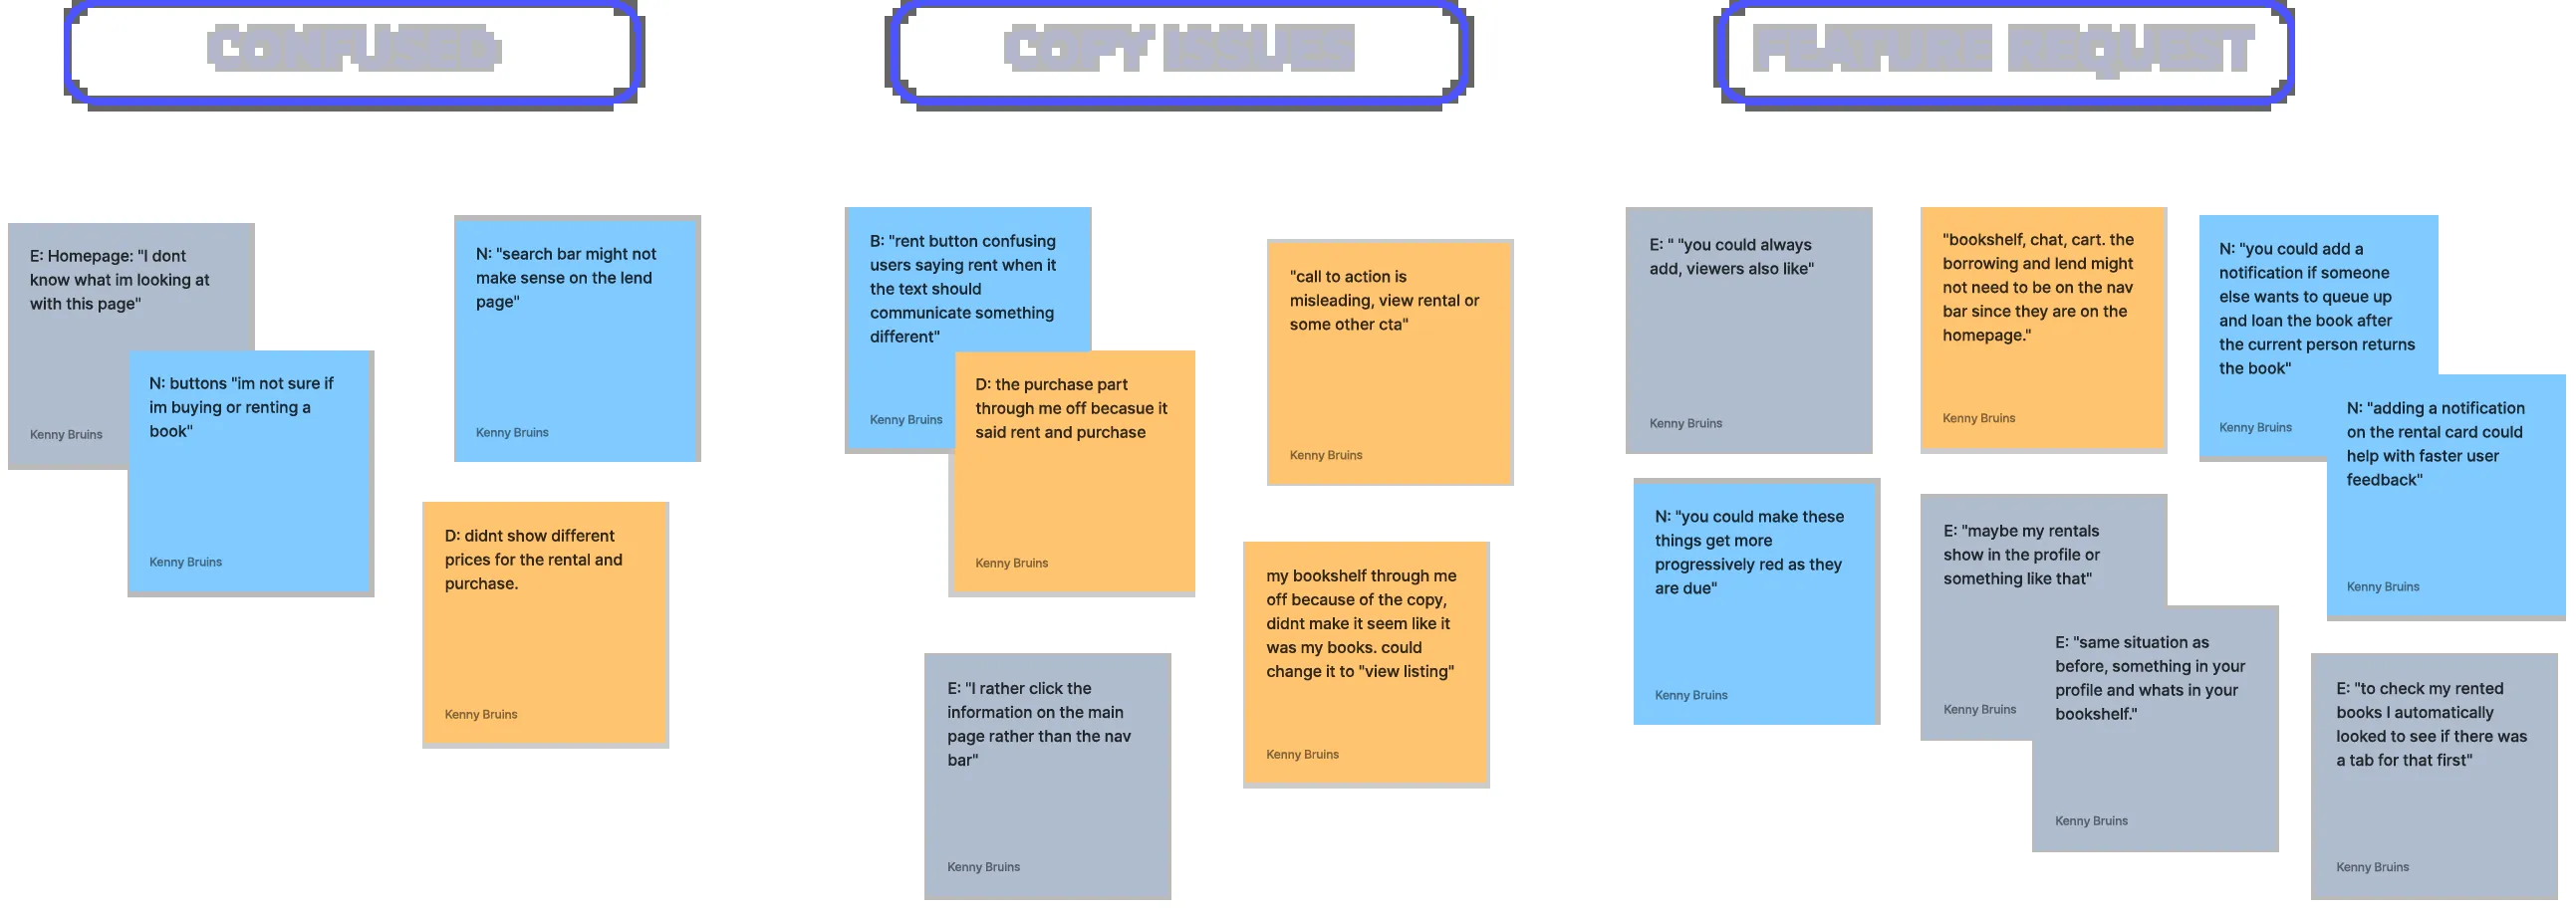 CONFUSED
E: Homepage: "I dont
know what im looking at
with this page"
Kenny Bruins
N: buttons "im not sure if
im buying or renting a
book"
Kenny Bruins
N: "search bar might not
make sense on the lend
page"
Kenny Bruins
D: didnt show different
prices for the rental and
purchase.
Kenny Bruins
COPY ISSUES
B: "rent button confusing
users saying rent when it
the text should
communicate something
different"
Kenny Bruins
D: the purchase part
through me off becasue it
said rent and purchase
Kenny Bruins
"call to action is
misleading, view rental or
some other cta"
Kenny Bruins
my bookshelf through me
off because of the copy,
didnt make it seem like it
was my books. could
change it to "view listing"
Kenny Bruins
E: "I rather click the
information on the main
page rather than the nav
bar"
Kenny Bruins
FEATURE REQUEST
E: " "you could always
add, viewers also like"
Kenny Bruins
"bookshelf, chat, cart. the
borrowing and lend might
not need to be on the nav
bar since they are on the
homepage."
Kenny Bruins
N: "you could add a
notification if someone
else wants to queue up
and loan the book after
the current person returns
the book"
Kenny Bruins
N: "adding a notification
on the rental card could
help with faster user
feedback"
Kenny Bruins
N: "you could make these
things get more
progressively red as they
are due"
Kenny Bruins
E: "maybe my rentals
show in the profile or
something like that"
Kenny Bruins
E: "same situation as
before, something in your
profile and whats in your
bookshelf."
Kenny Bruins
E: "to check my rented
books I automatically
looked to see if there was
a tab for that first"
Kenny Bruins